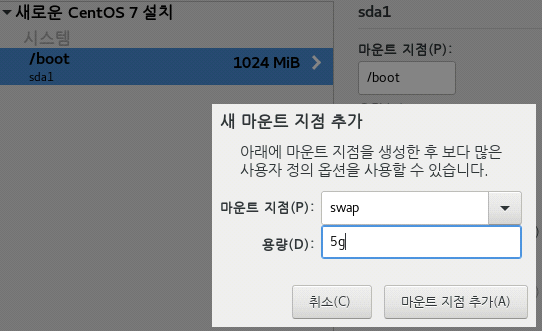 새로운 CentOS 7 설치
시스템
/boot
1024 MiB
sda1
sda1
마운트 지점(P):
/boot
새 마운트 지점 추가
아래에 마운트 지점을 생성한 후 보다 많은
사용자 정의 옵션을 사용할 수 있습니다.
마운트 지점(P): swap
용량(D): 5g
취소(C) 마운트 지점 추가(A)